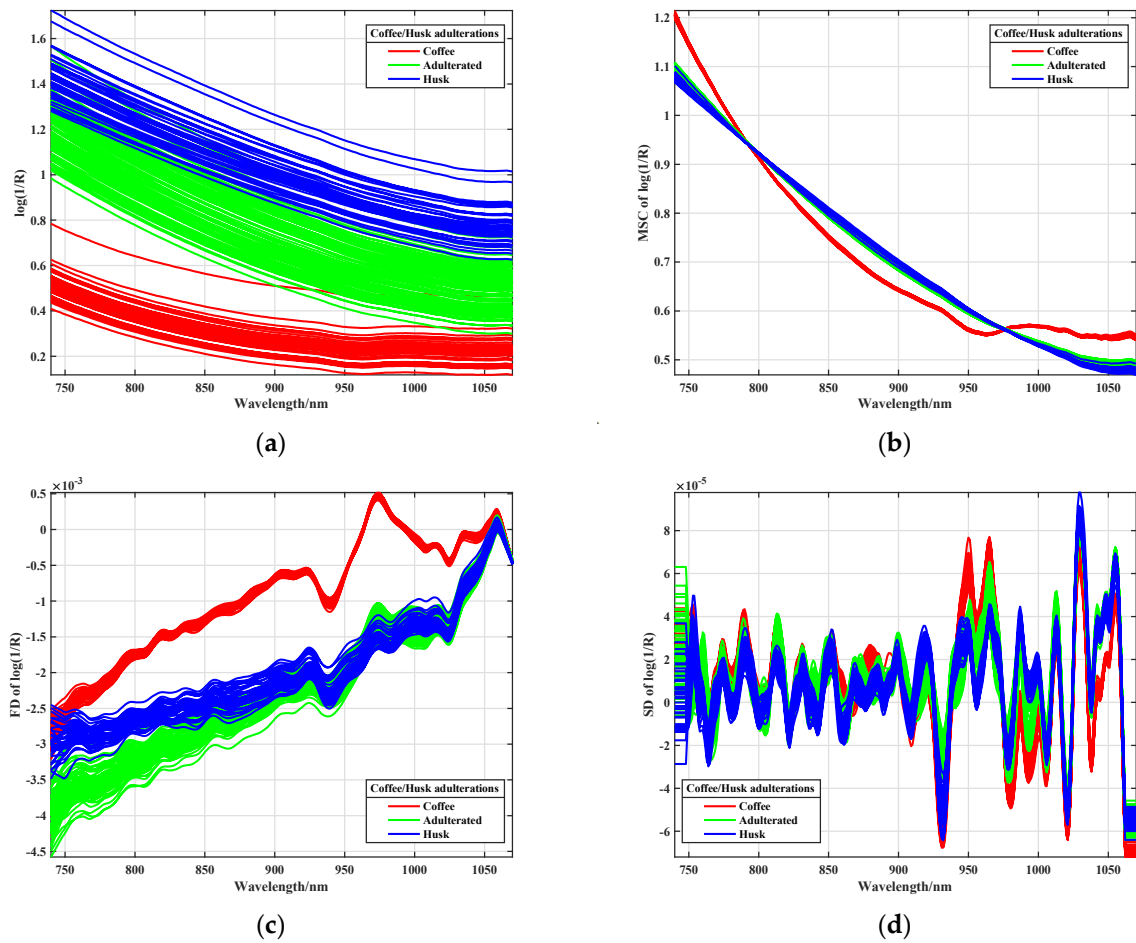 1.6
1.4
1.2
1
0.8
0.6
0.4
0.2
log(1/R)
750 800 850 900 950 1000 1050
Wavelength/nm
Coffee/Husk adulterations
Coffee
Adulterated
Husk
(a)
1.2
1.1
1
0.9
0.8
0.7
0.6
0.5
MSC of log(1/R)
750 800 850 900 950 1000 1050
Wavelength/nm
Coffee/Husk adulterations
Coffee
Adulterated
Husk
(b)
×10-3
0.5
0
-0.5
-1
-1.5
-2
-2.5
-3
-3.5
-4
-4.5
FD of log(1/R)
750 800 850 900 950 1000 1050
Wavelength/nm
Coffee/Husk adulterations
Coffee
Adulterated
Husk
(c)
×10-5
8
6
4
2
0
-2
-4
-6
SD of log(1/R)
750 800 850 900 950 1000 1050
Wavelength/nm
Coffee/Husk adulterations
Coffee
Adulterated
Husk
(d)